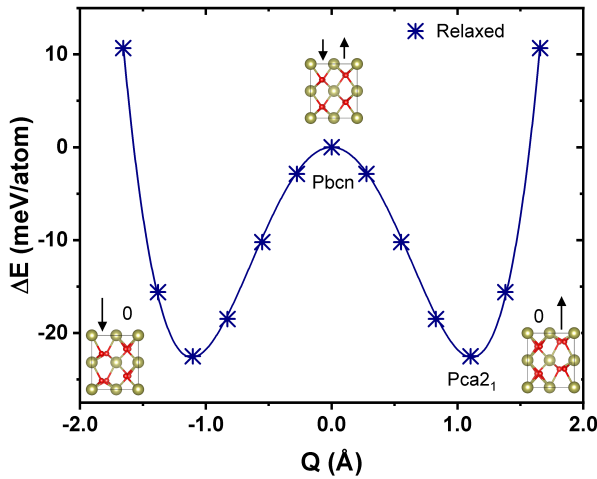 Relaxed
10
0
-10
-20
ΔE (meV/atom)
Pbcn
0
0
Pca2₁
-2.0 -1.0 0.0 1.0 2.0
Q (Å)